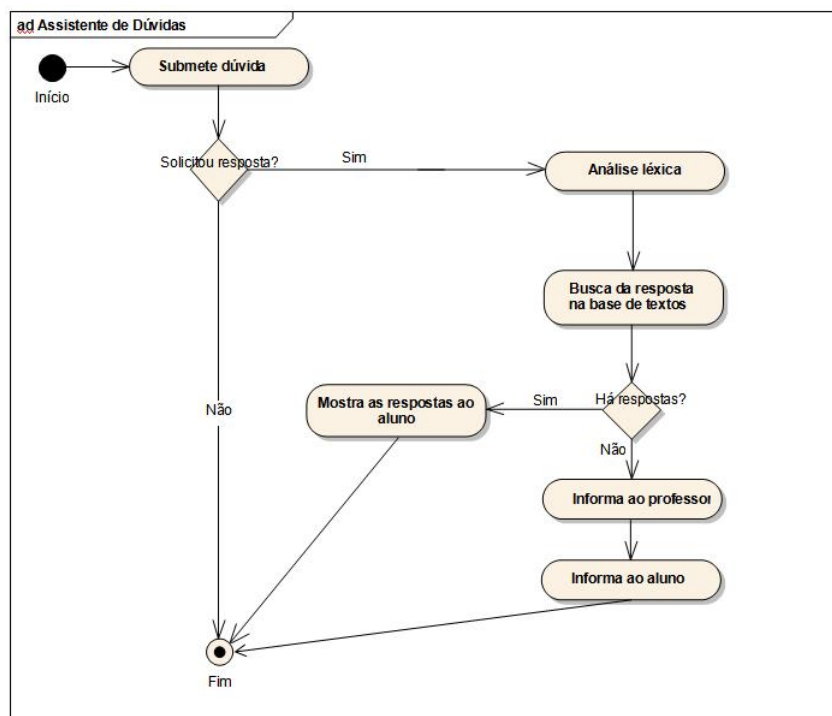 ad Assistente de Dúvidas
Submete dúvida
Início
Solicitou resposta?
Sim
Análise léxica
Busca da resposta
na base de textos
Não
Mostra as respostas ao
aluno
Sim
Há respostas?
Não
Informa ao professor
Informa ao aluno
Fim